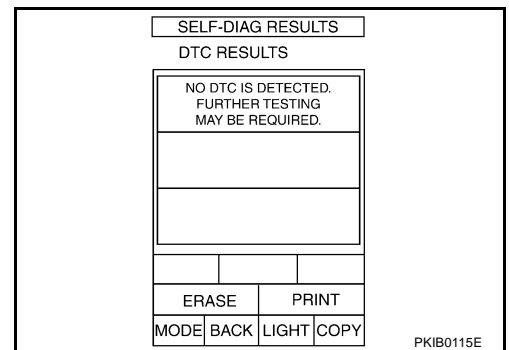 SELF-DIAG RESULTS
DTC RESULTS
NO DTC IS DETECTED.
FURTHER TESTING
MAY BE REQUIRED.
ERASE PRINT
MODE BACK LIGHT COPY
PKIB0115E